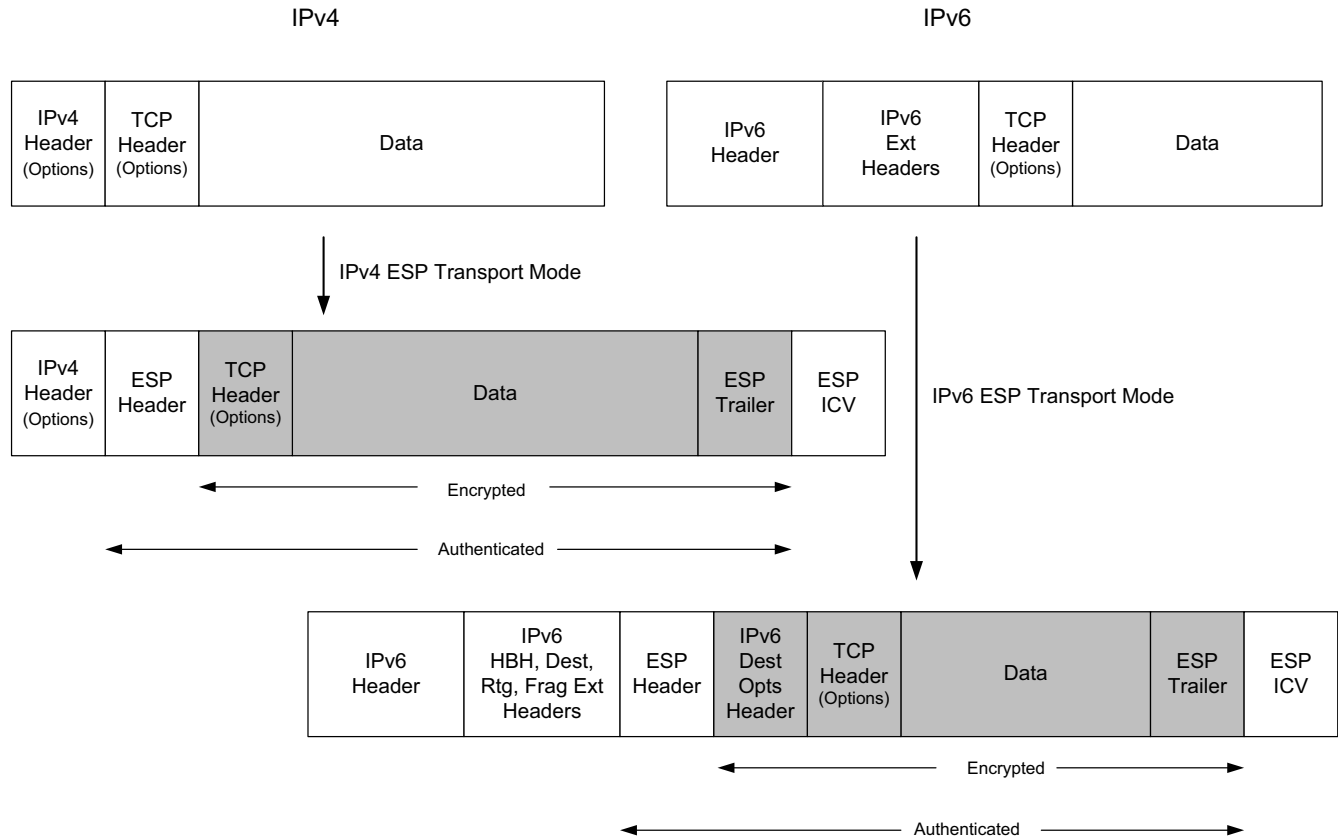 IPv4
IPv6
IPv4
Header
(Options)
TCP
Header
(Options)
Data
IPv6
Header
IPv6
Ext
Headers
TCP
Header
(Options)
Data
IPv4 ESP Transport Mode
IPv4
Header
(Options)
ESP
Header
TCP
Header
(Options)
Data
ESP
Trailer
ESP
ICV
IPv6 ESP Transport Mode
Encrypted
Authenticated
IPv6
Header
IPv6
HBH, Dest,
Rtg, Frag Ext
Headers
ESP
Header
IPv6
Dest
Opts
Header
TCP
Header
(Options)
Data
ESP
Trailer
ESP
ICV
Encrypted
Authenticated